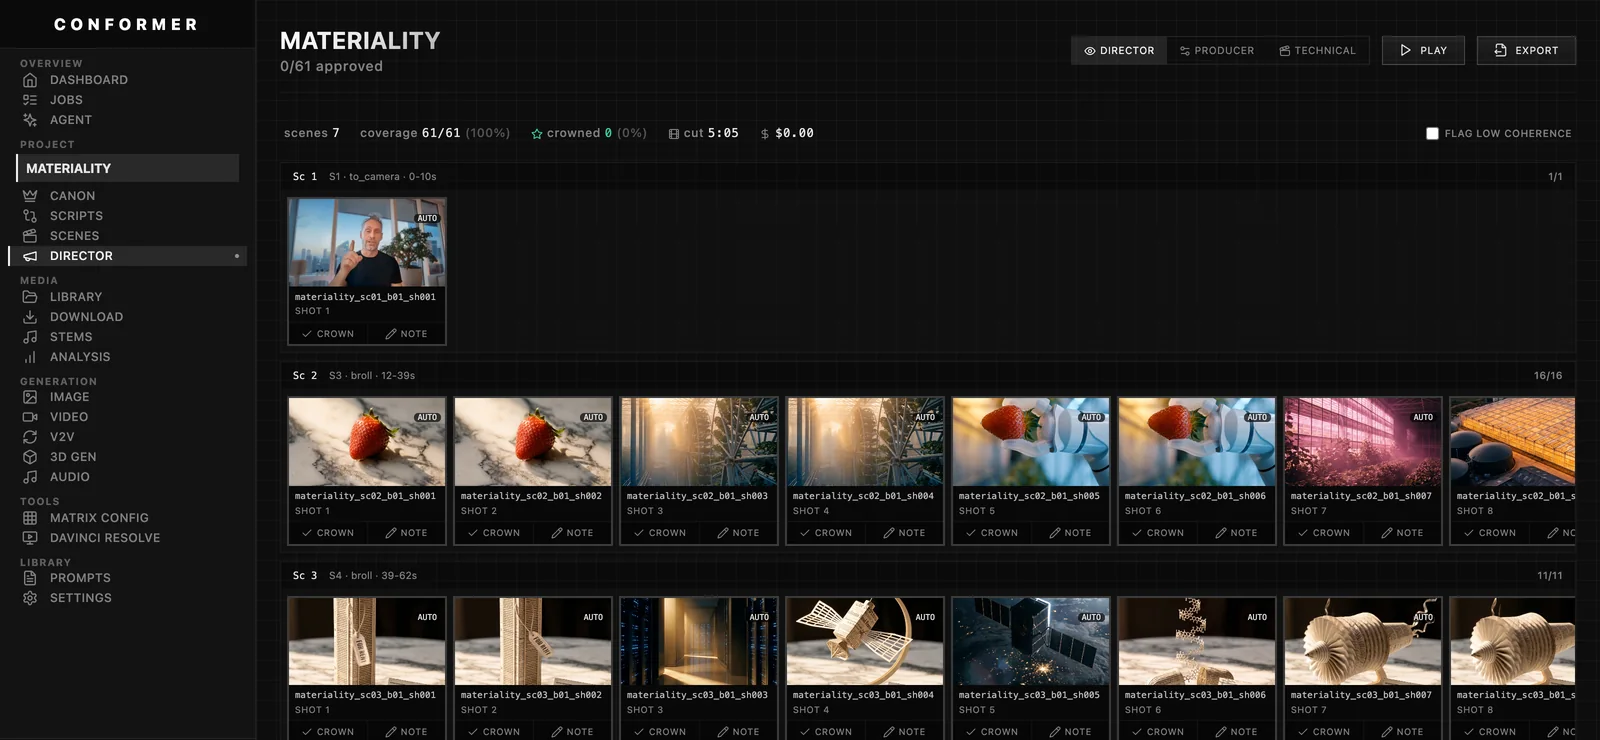 CONFORMER
OVERVIEW
DASHBOARD
JOBS
AGENT
PROJECT
MATERIALITY
CANON
SCRIPTS
SCENES
DIRECTOR
MEDIA
LIBRARY
DOWNLOAD
STEMS
ANALYSIS
GENERATION
IMAGE
VIDEO
V2V
3D GEN
AUDIO
TOOLS
MATRIX CONFIG
DAVINCI RESOLVE
LIBRARY
PROMPTS
SETTINGS
MATERIALITY
0/61 approved
DIRECTOR PRODUCER TECHNICAL PLAY EXPORT
scenes 7 coverage 61/61 (100%) crowned 0 (0%) cut 5:05 $ $0.00 FLAG LOW COHERENCE
Sc 1 S1 · to_camera · 0-10s 1/1
AUTO
materiality_sc01_b01_sh001
SHOT 1
CROWN NOTE
Sc 2 S3 · broll · 12-39s 16/16
AUTO AUTO AUTO AUTO AUTO AUTO AUTO
materiality_sc02_b01_sh001 materiality_sc02_b01_sh002 materiality_sc02_b01_sh003 materiality_sc02_b01_sh004 materiality_sc02_b01_sh005 materiality_sc02_b01_sh006 materiality_sc02_b01_sh007 materiality_sc02_b01_s
SHOT 1 SHOT 2 SHOT 3 SHOT 4 SHOT 5 SHOT 6 SHOT 7 SHOT 8
CROWN NOTE CROWN NOTE CROWN NOTE CROWN NOTE CROWN NOTE CROWN NOTE CROWN NOTE CROWN NO
Sc 3 S4 · broll · 39-62s 11/11
AUTO AUTO AUTO AUTO AUTO AUTO AUTO
materiality_sc03_b01_sh001 materiality_sc03_b01_sh002 materiality_sc03_b01_sh003 materiality_sc03_b01_sh004 materiality_sc03_b01_sh005 materiality_sc03_b01_sh006 materiality_sc03_b01_sh007 materiality_sc03_b01_s
SHOT 1 SHOT 2 SHOT 3 SHOT 4 SHOT 5 SHOT 6 SHOT 7 SHOT 8
CROWN NOTE CROWN NOTE CROWN NOTE CROWN NOTE CROWN NOTE CROWN NOTE CROWN NOTE CROWN NO